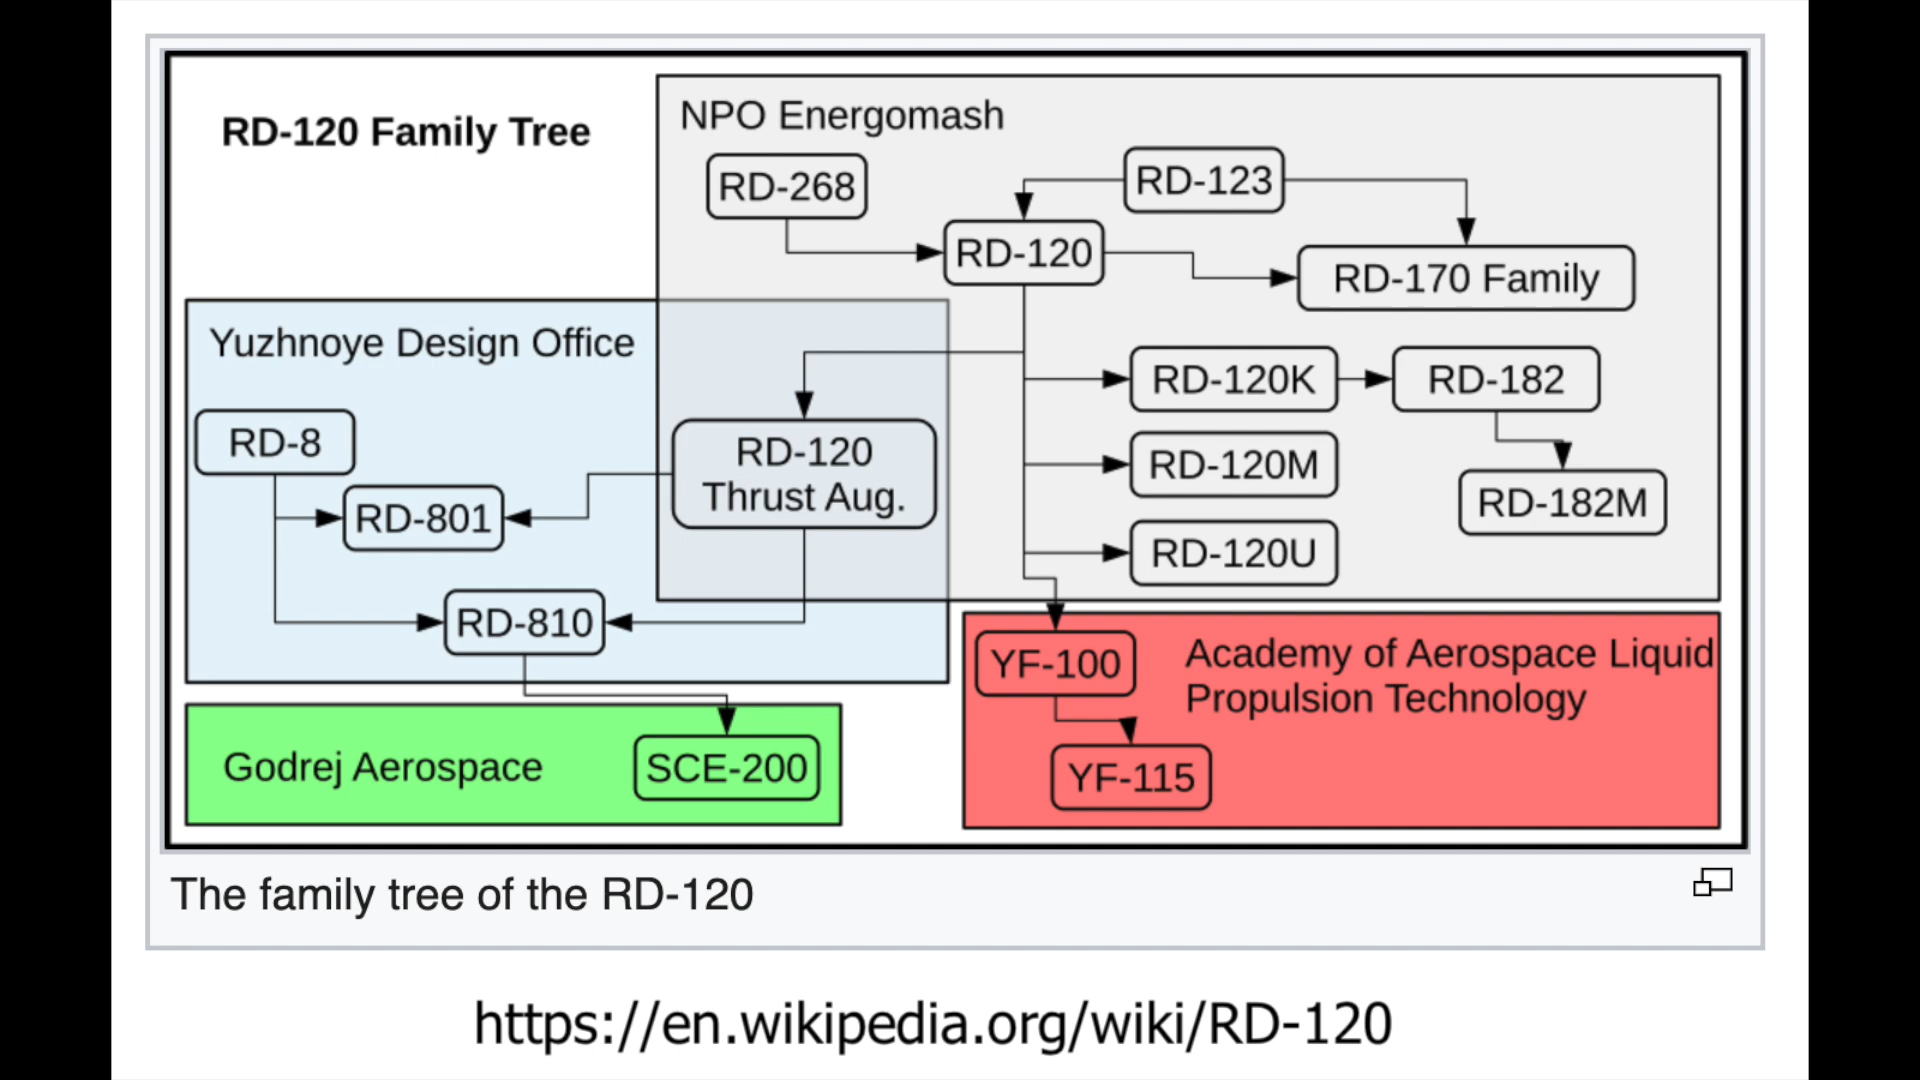 RD-120 Family Tree
NPO Energomash
RD-268
RD-123
RD-120
RD-170 Family
Yuzhnoye Design Office
RD-120K
RD-182
RD-8
RD-120
Thrust Aug.
RD-120M
RD-182M
RD-801
RD-120U
RD-810
YF-100
Academy of Aerospace Liquid
Propulsion Technology
Godrej Aerospace
SCE-200
YF-115
The family tree of the RD-120
https://en.wikipedia.org/wiki/RD-120